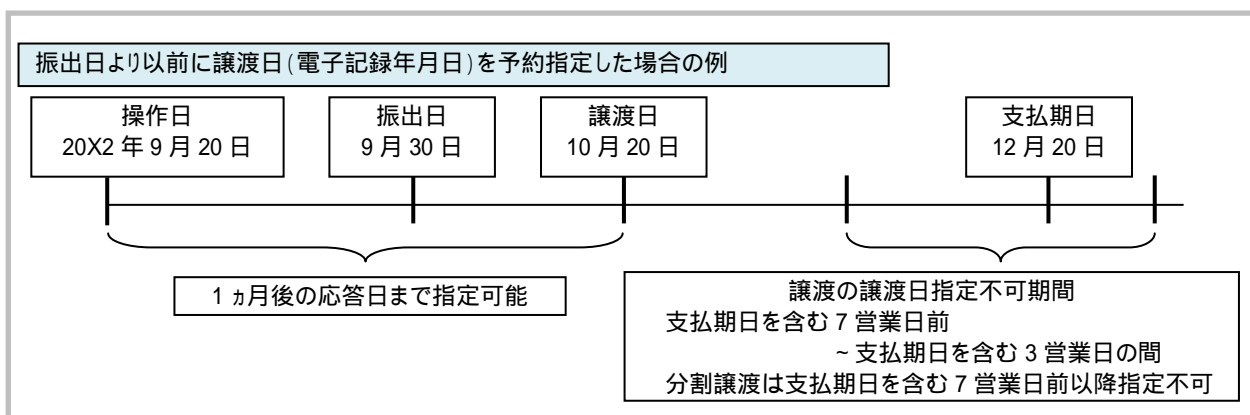 振出日より以前に譲渡日(電子記録年月日)を予約指定した場合の例
操作日
20X2 年 9 月 20 日
振出日
9 月 30 日
譲渡日
10 月 20 日
支払期日
12 月 20 日
1 ヵ月後の応答日まで指定可能
譲渡の譲渡日指定不可期間
支払期日を含む 7 営業日前
~ 支払期日を含む 3 営業日の間
分割譲渡は支払期日を含む 7 営業日前以降指定不可